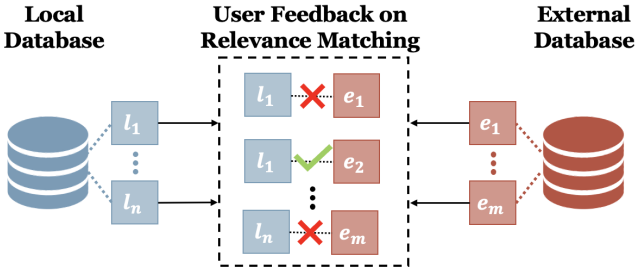 Local
Database
User Feedback on
Relevance Matching
External
Database
l₁
lₙ
l₁ e₁
l₁ e₂
lₙ eₘ
e₁
eₘ